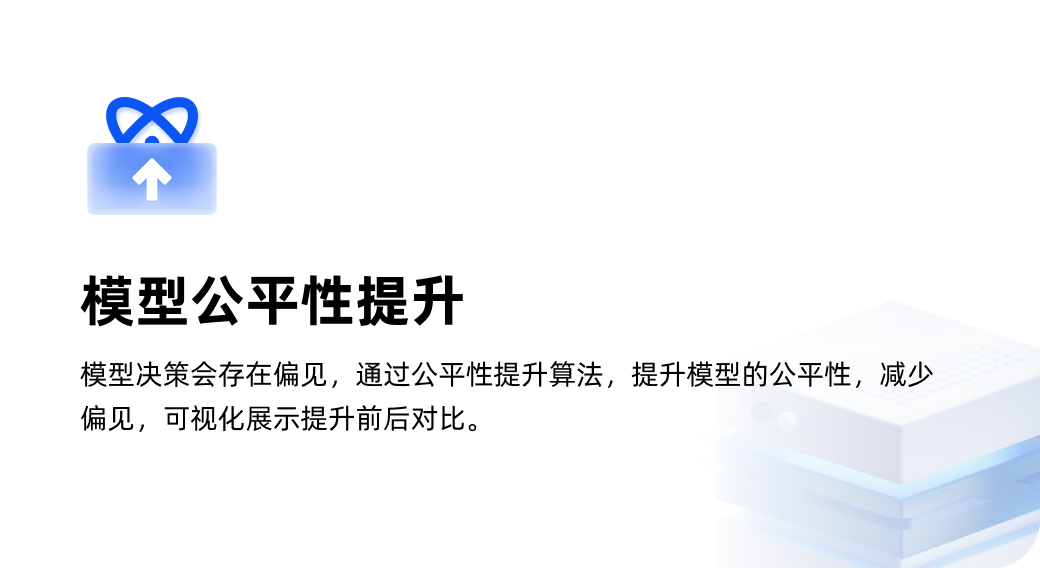 模型公平性提升
模型决策会存在偏见，通过公平性提升算法，提升模型的公平性，减少
偏见，可视化展示提升前后对比。